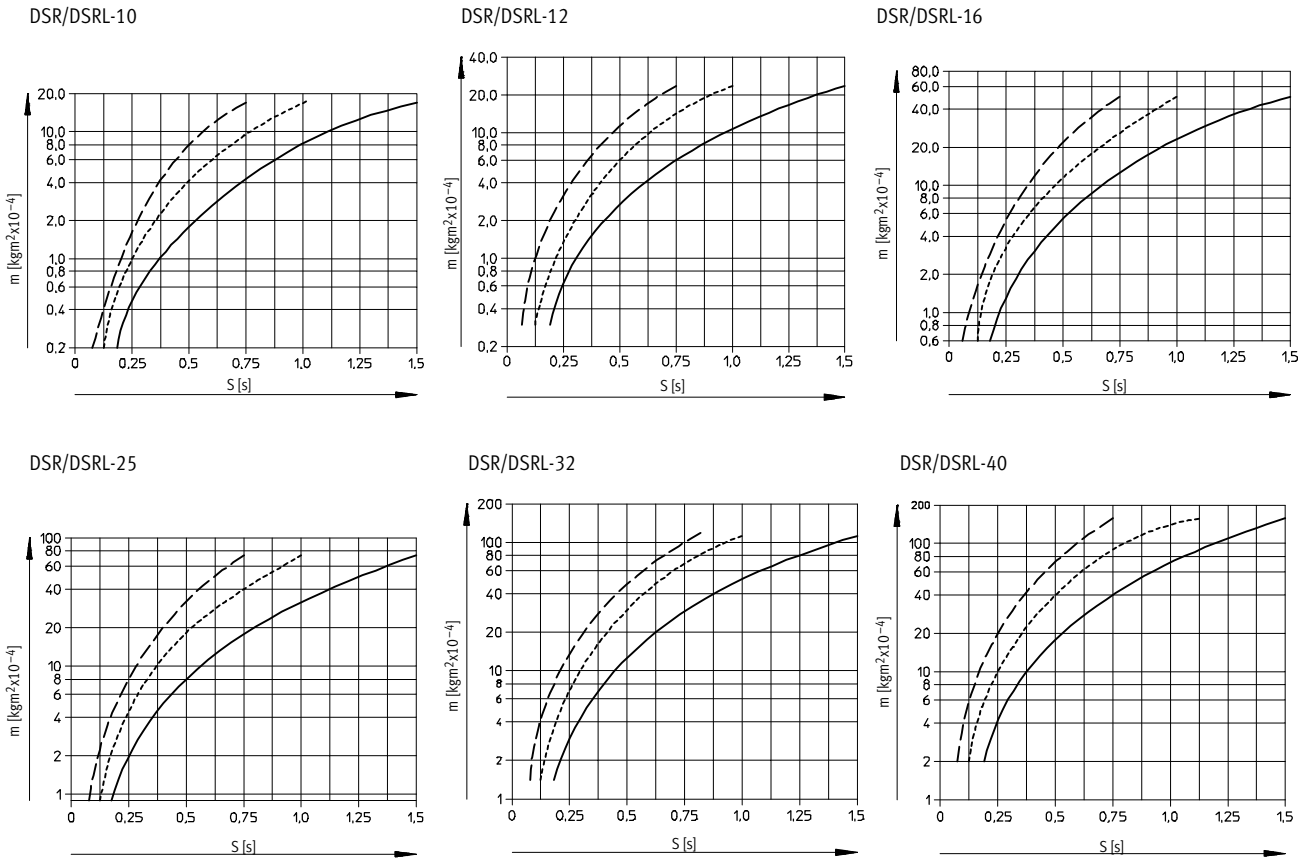 DSR/DSRL-10
20,0
10,0
8,0
6,0
4,0
2,0
1,0
0,8
0,4
0,2
m [kgm²x10⁻⁴]
0 0,25 0,5 0,75 1,0 1,25 1,5
S [s]
DSR/DSRL-12
40,0
20,0
10,0
8,0
6,0
4,0
2,0
1,0
0,8
0,6
0,4
0,2
m [kgm²x10⁻⁴]
0 0,25 0,5 0,75 1,0 1,25 1,5
S [s]
DSR/DSRL-16
80,0
60,0
40,0
20,0
10,0
8,0
6,0
4,0
2,0
1,0
0,8
0,6
m [kgm²x10⁻⁴]
0 0,25 0,5 0,75 1,0 1,25 1,5
S [s]
DSR/DSRL-25
100
80
60
40
20
10
8
6
4
2
1
m [kgm²x10⁻⁴]
0 0,25 0,5 0,75 1,0 1,25 1,5
S [s]
DSR/DSRL-32
200
100
80
60
40
20
10
8
6
4
2
1
m [kgm²x10⁻⁴]
0 0,25 0,5 0,75 1,0 1,25 1,5
S [s]
DSR/DSRL-40
200
100
80
60
40
20
10
8
6
4
2
1
m [kgm²x10⁻⁴]
0 0,25 0,5 0,75 1,0 1,25 1,5
S [s]